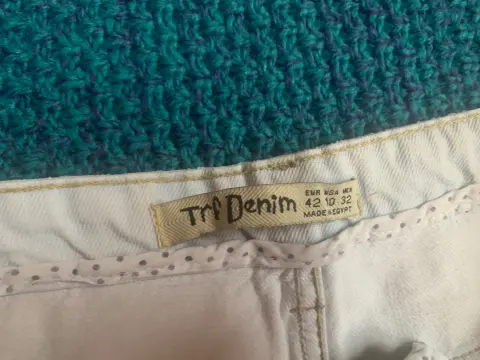 Trf Denim
EUR USA MEX
42 10 32
MADE IN EGYPT